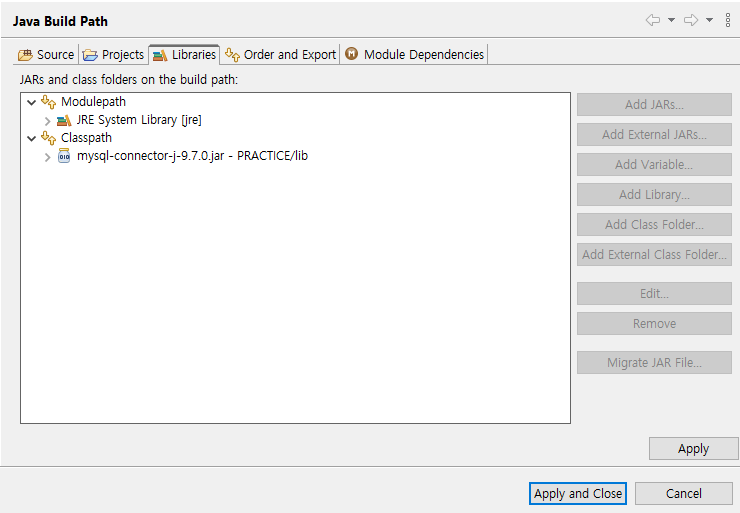 Java Build Path
Source Projects Libraries Order and Export Module Dependencies
JARs and class folders on the build path:
Modulepath
JRE System Library [jre]
Classpath
mysql-connector-j-9.7.0.jar - PRACTICE/lib
Add JARs...
Add External JARs...
Add Variable...
Add Library...
Add Class Folder...
Add External Class Folder...
Edit...
Remove
Migrate JAR File...
Apply
Apply and Close Cancel